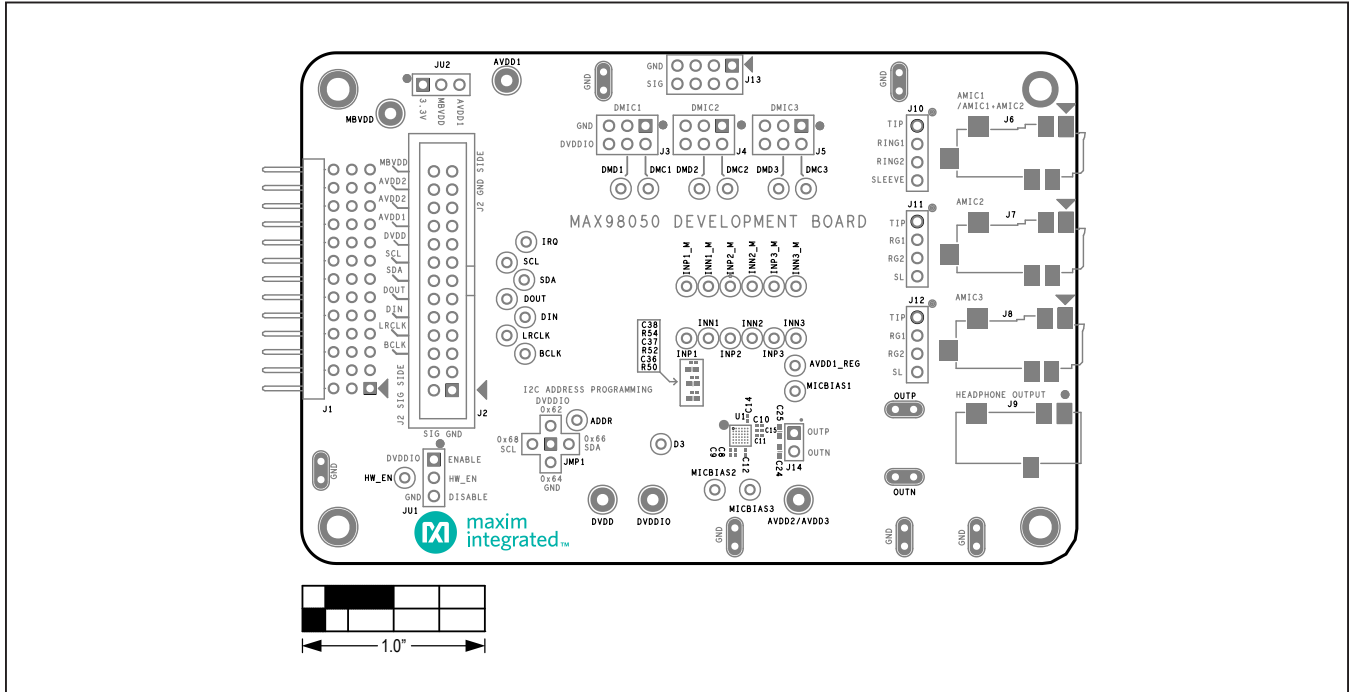 JU2
3.3V
MBVDD
AVDD1
MBVDD
AVDD1
GND
GND
SIG
J13
GND
DMIC1
DMIC2
DMIC3
GND
DVDDIO
J3
J4
J5
DMD1
DMC1
DMD2
DMC2
DMD3
DMC3
MAX98050 DEVELOPMENT BOARD
AMIC1
/AMIC1+AMIC2
J10
J6
TIP
RING1
RING2
SLEEVE
J11
AMIC2
J7
TIP
RG1
RG2
SL
J12
AMIC3
J8
TIP
RG1
RG2
SL
MBVDD
AVDD2
AVDD2
AVDD1
DVDD
SCL
SDA
DOUT
DIN
LRCLK
BCLK
J2 GND SIDE
J2 SIG SIDE
J1
J2
SIG GND
IRQ
SCL
SDA
DOUT
DIN
LRCLK
BCLK
INP1_M
INN1_M
INP2_M
INN2_M
INP3_M
INN3_M
INN1
INN2
INN3
INP1
INP2
INP3
C38
R54
C37
R52
C36
R50
AVDD1_REG
MICBIAS1
I2C ADDRESS PROGRAMMING
DVDDIO
0x62
ADDR
0x68
SCL
0x66
SDA
JMP1
0x64
GND
D3
U1
C14
C10
C15
C11
C25
C9
C8
C12
C24
OUTP
OUTN
J14
OUTP
HEADPHONE OUTPUT
J9
OUTN
MICBIAS2
MICBIAS3
DVDDIO
ENABLE
HW_EN
HW_EN
GND
DISABLE
JU1
GND
DVDD
DVDDIO
AVDD2/AVDD3
GND
GND
GND
maxim
integrated™
1.0"